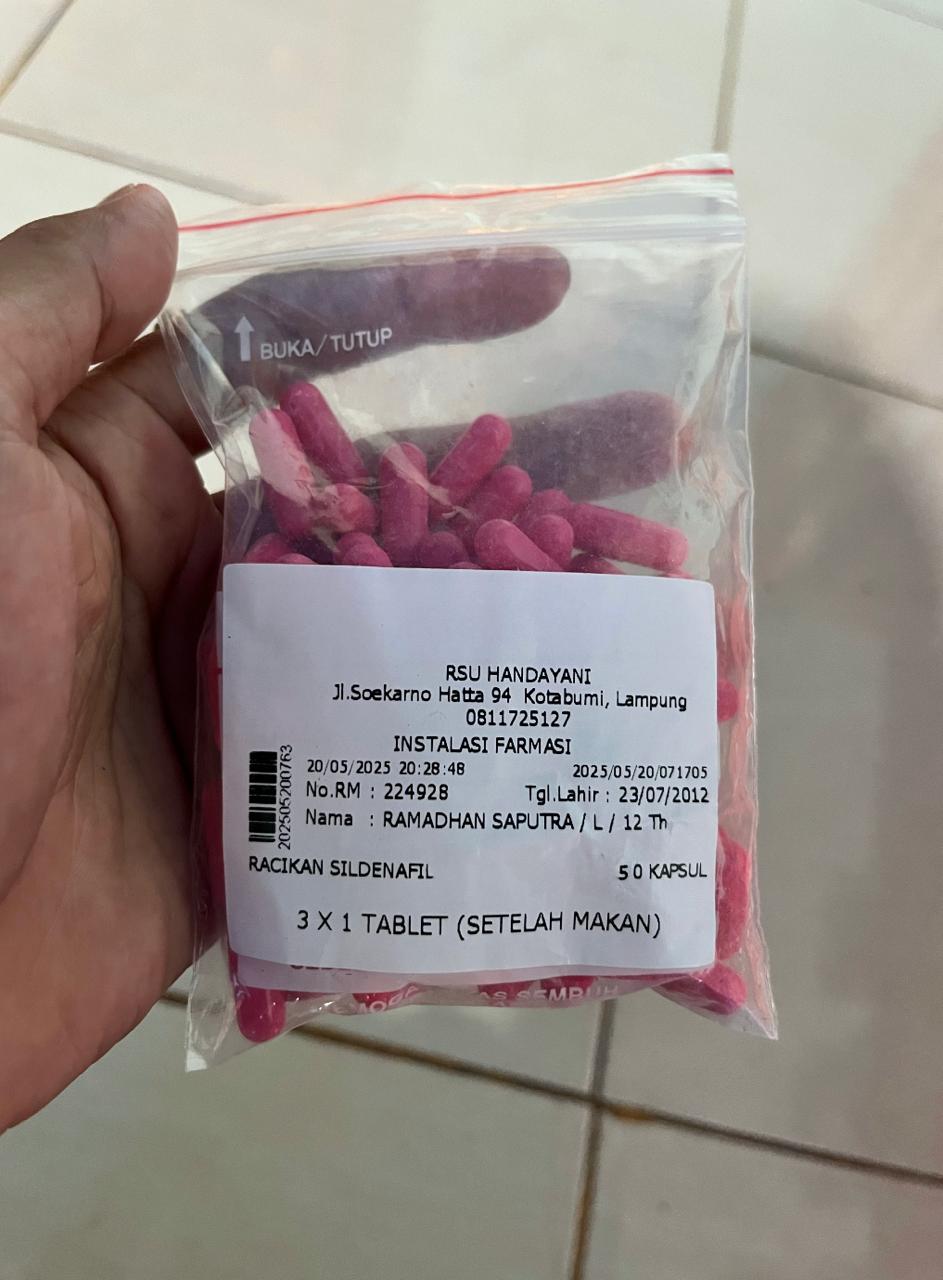 BUKA/TUTUP
RSU HANDAYANI
Jl.Soekarno Hatta 94 Kotabumi, Lampung
0811725127
INSTALASI FARMASI
20/05/2025 20:28:48 2025/05/20/071705
No.RM : 224928 Tgl.Lahir : 23/07/2012
Nama : RAMADHAN SAPUTRA / L / 12 Th
202505200763
RACIKAN SILDENAFIL 50 KAPSUL
3 X 1 TABLET (SETELAH MAKAN)
SEMBUH